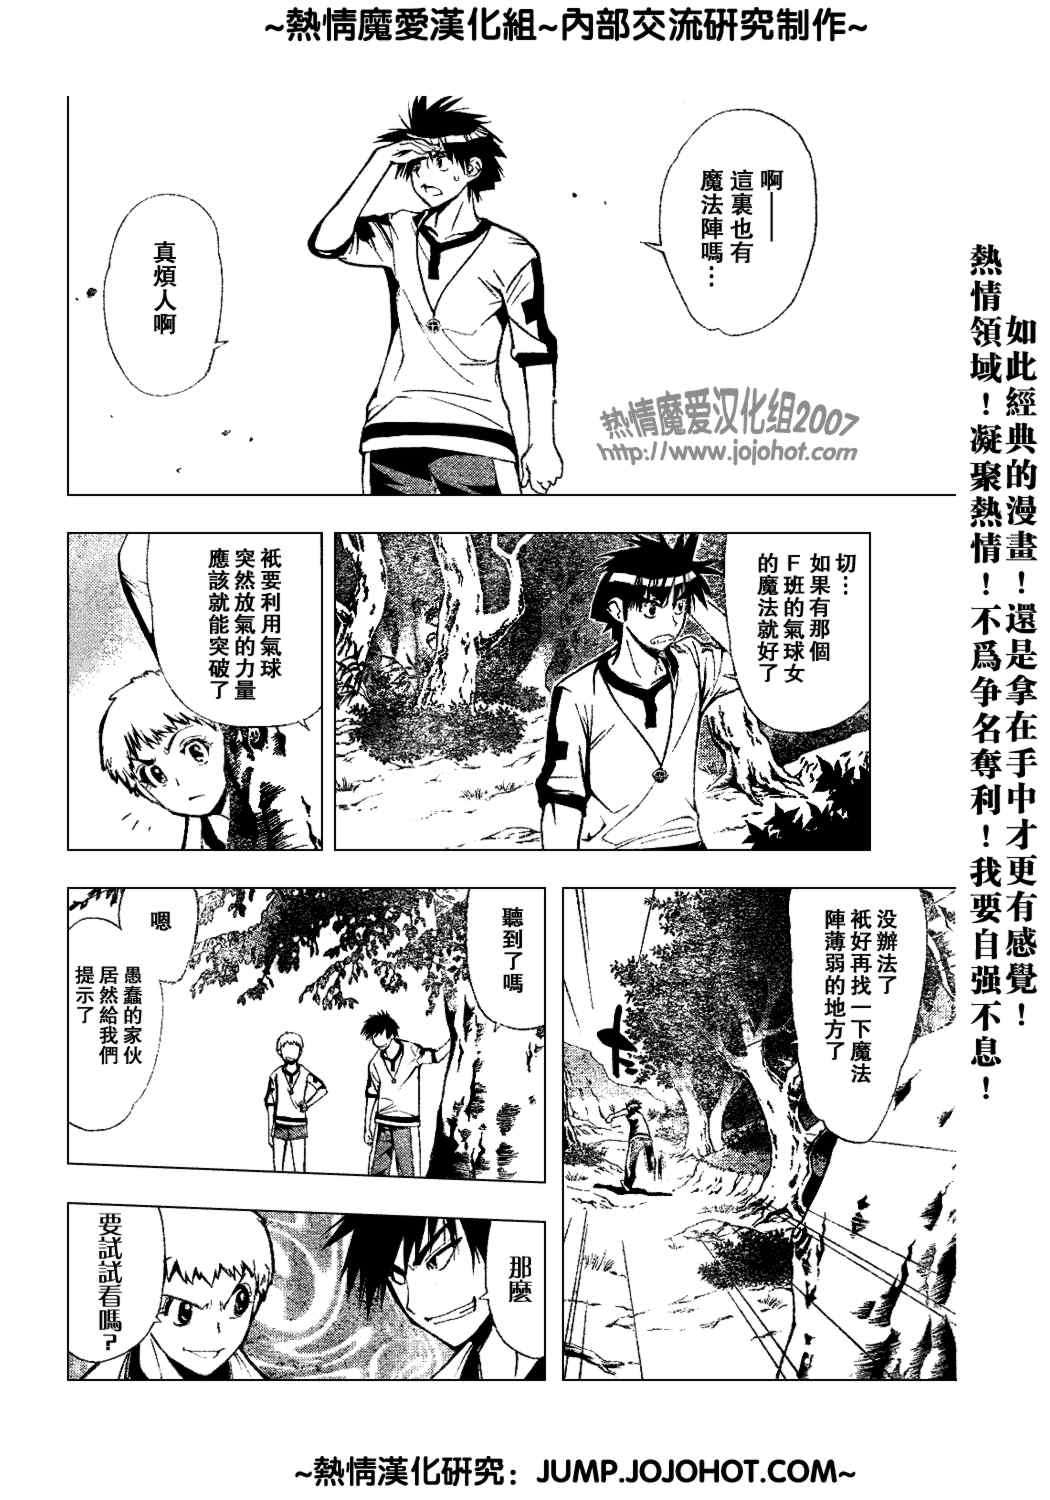 ~熱情魔愛漢化組~內部交流研究制作~
啊──
這裏也有
魔法陣嗎…
真煩人啊
热情魔爱汉化组2007
http://www.jojohot.com
切…
如果有那個
F班的氣球女
的魔法就好了
衹要利用氣球
突然放氣的力量
應該就能突破了
没辦法了
衹好再找一下魔法
陣薄弱的地方了
聽到了嗎
嗯
愚蠢的家伙
居然給我們
提示了
那麼
要試試看嗎?
如此經典的漫畫!還是拿在手中才更有感覺!
熱情領域!凝聚熱情!不爲争名奪利!我要自强不息!
~熱情漢化研究：JUMP.JOJOHOT.COM~